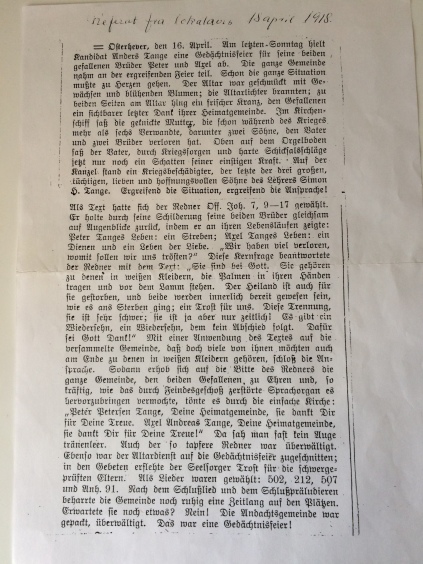 Referat fra Lokalavis 18 april 1918.
= Osterhever, den 16. April. Am letzten Sonntag hielt
Kandidat Anders Tange eine Gedächtnisfeier für seine beiden
gefallenen Brüder Peter und Axel ab. Die ganze Gemeinde
nahm an der ergreifenden Feier teil. Schon die ganze Situation
mußte zu Herzen gehen. Der Altar war geschmückt mit Ge-
wächsen und blühenden Blumen; die Altarlichter brannten; zu
beiden Seiten am Altar hing ein frischer Kranz, den Gefallenen
ein sichtbarer letzter Dank ihrer Heimatgemeinde. Im Kirchen-
schiff saß die geknickte Mutter, die schon während des Krieges
mehr als sechs Verwandte, darunter zwei Söhne, den Vater
und zwei Brüder verloren hat. Oben auf dem Orgelboden
saß der Vater, durch Kriegssorgen und harte Schicksalsschläge
jetzt nur noch ein Schatten seiner einstigen Kraft. Auf der
Kanzel stand ein Kriegsbeschädigter, der letzte der drei großen,
tüchtigen, lieben und hoffnungsvollen Söhne des Lehrers Simon
H. Tange. Ergreifend die Situation, ergreifend die Ansprache!
Als Text hatte sich der Redner Off. Joh. 7, 9—17 gewählt.
Er holte durch seine Schilderung seine beiden Brüder gleichsam
auf Augenblicke zurück, indem er an ihren Lebensläufen zeigte:
Peter Tanges Leben: ein Streben; Axel Tanges Leben: ein
Dienen und ein Leben der Liebe. „Wir haben viel verloren,
womit sollen wir uns trösten?“ Diese Kernfrage beantwortete
der Redner mit dem Text: „Sie sind bei Gott. Sie gehören
zu denen in weißen Kleidern, die Palmen in ihren Händen
tragen und vor dem Lamm stehen. Der Heiland ist auch für
sie gestorben, und beide werden innerlich bereit gewesen sein,
wie es ans Sterben ging; ein Trost für uns. Diese Trennung,
sie ist sehr schwer; sie ist ja aber nur zeitlich! Es gibt ein
Wiedersehn, ein Wiedersehn, dem kein Abschied folgt. Dafür
sei Gott Dank!“ Mit einer Anwendung des Textes auf die
versammelte Gemeinde, daß doch viele von ihnen möchten auch
am Ende zu denen in weißen Kleidern gehören, schloß die An-
sprache. Sodann erhob sich auf die Bitte des Redners die
ganze Gemeinde, den beiden Gefallenen zu Ehren und, so
kräftig, wie das durch Feindesgeschoß zerstörte Sprachorgan es
hervorzubringen vermochte, tönte es durch die einfache Kirche:
„Peter Petersen Tange, Deine Heimatgemeinde, sie dankt Dir
für Deine Treue. Axel Andreas Tange, Deine Heimatgemeinde,
sie dankt Dir für Deine Treue!“ Da sah man fast kein Auge
tränenleer. Auch der so tapfere Redner war überwältigt.
Ebenso war der Altardienst auf die Gedächtnisfeier zugeschnitten;
in den Gebeten erflehte der Seelsorger Trost für die schwerge-
prüften Eltern. Als Lieder waren gewählt: 502, 212, 507
und Anh. 91. Nach dem Schlußlied und dem Schlußpräludieren
beharrte die Gemeinde noch ruhig eine Zeitlang auf den Plätzen.
Erwartete sie noch etwas? Nein! Die Andachtsgemeinde war
gepackt, überwältigt. Das war eine Gedächtnisfeier!